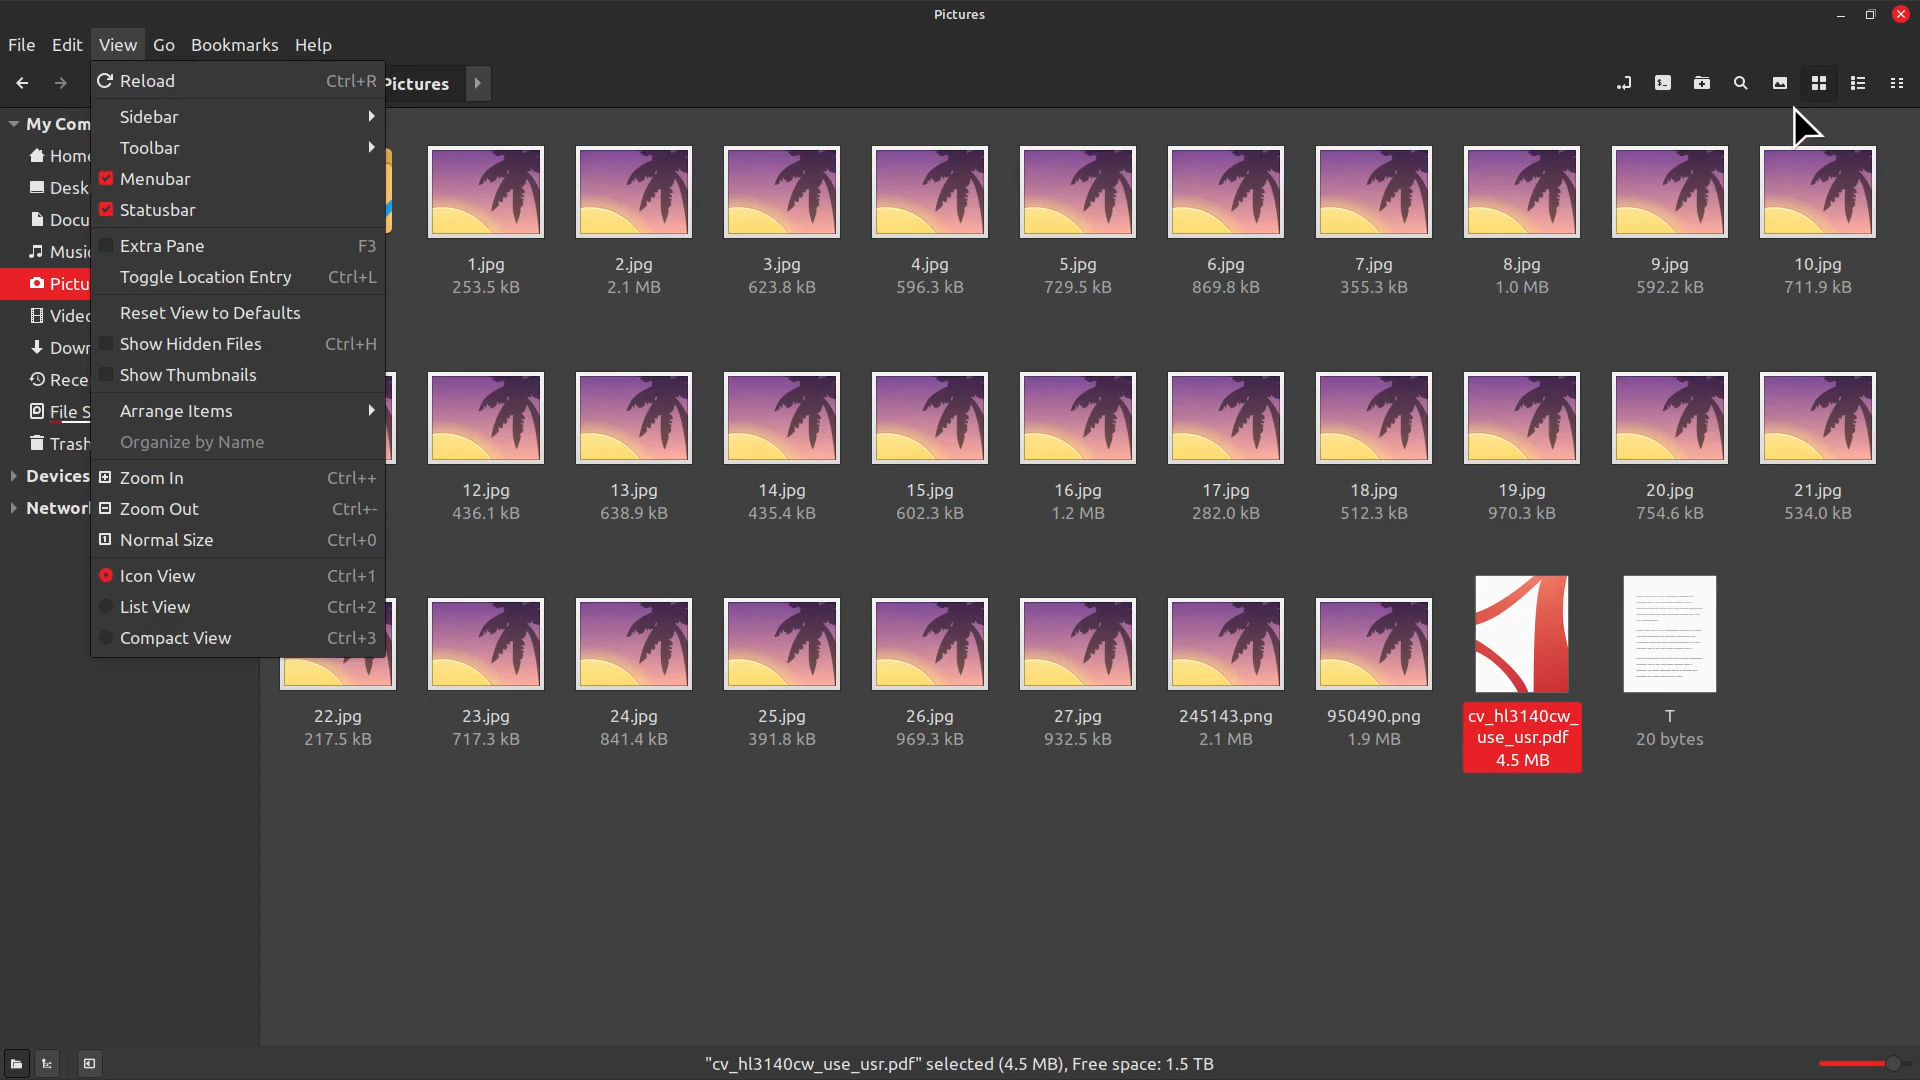 Pictures
File Edit View Go Bookmarks Help
Pictures
Reload Ctrl+R
Sidebar
Toolbar
Menubar
Statusbar
Extra Pane F3
Toggle Location Entry Ctrl+L
Reset View to Defaults
Show Hidden Files Ctrl+H
Show Thumbnails
Arrange Items
Organize by Name
Zoom In Ctrl++
Zoom Out Ctrl+-
Normal Size Ctrl+0
Icon View Ctrl+1
List View Ctrl+2
Compact View Ctrl+3
My Com
Home
Desk
Docu
Music
Pictu
Video
Down
Rece
File S
Trash
Devices
Networ
1.jpg 2.jpg 3.jpg 4.jpg 5.jpg 6.jpg 7.jpg 8.jpg 9.jpg 10.jpg
253.5 kB 2.1 MB 623.8 kB 596.3 kB 729.5 kB 869.8 kB 355.3 kB 1.0 MB 592.2 kB 711.9 kB
12.jpg 13.jpg 14.jpg 15.jpg 16.jpg 17.jpg 18.jpg 19.jpg 20.jpg 21.jpg
436.1 kB 638.9 kB 435.4 kB 602.3 kB 1.2 MB 282.0 kB 512.3 kB 970.3 kB 754.6 kB 534.0 kB
22.jpg 23.jpg 24.jpg 25.jpg 26.jpg 27.jpg 245143.png 950490.png cv_hl3140cw_ T
217.5 kB 717.3 kB 841.4 kB 391.8 kB 969.3 kB 932.5 kB 2.1 MB 1.9 MB use_usr.pdf 20 bytes
4.5 MB
"cv_hl3140cw_use_usr.pdf" selected (4.5 MB), Free space: 1.5 TB